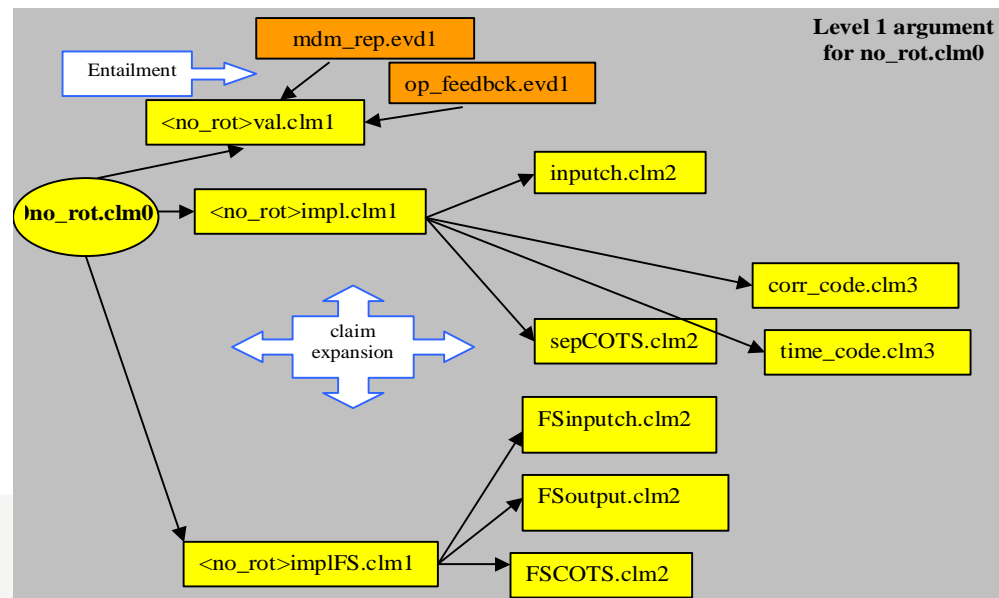 Level 1 argument
for no_rot.clm0
mdm_rep.evd1
Entailment
op_feedbck.evd1
<no_rot>val.clm1
inputch.clm2
no_rot.clm0
<no_rot>impl.clm1
corr_code.clm3
claim
expansion
sepCOTS.clm2
time_code.clm3
FSinputch.clm2
FSoutput.clm2
<no_rot>implFS.clm1
FSCOTS.clm2